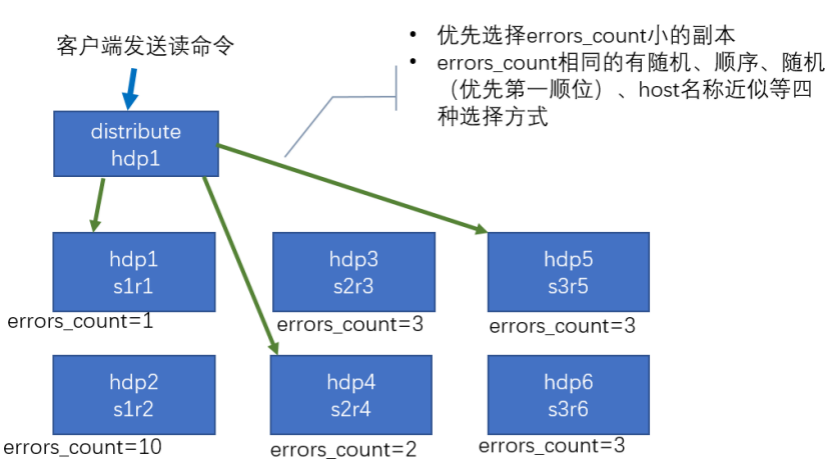 客户端发送读命令
• 优先选择errors_count小的副本
• errors_count相同的有随机、顺序、随机
（优先第一顺位）、host名称近似等四
种选择方式
distribute
hdp1
hdp1
s1r1
errors_count=1
hdp3
s2r3
errors_count=3
hdp5
s3r5
errors_count=3
hdp2
s1r2
errors_count=10
hdp4
s2r4
errors_count=2
hdp6
s3r6
errors_count=3